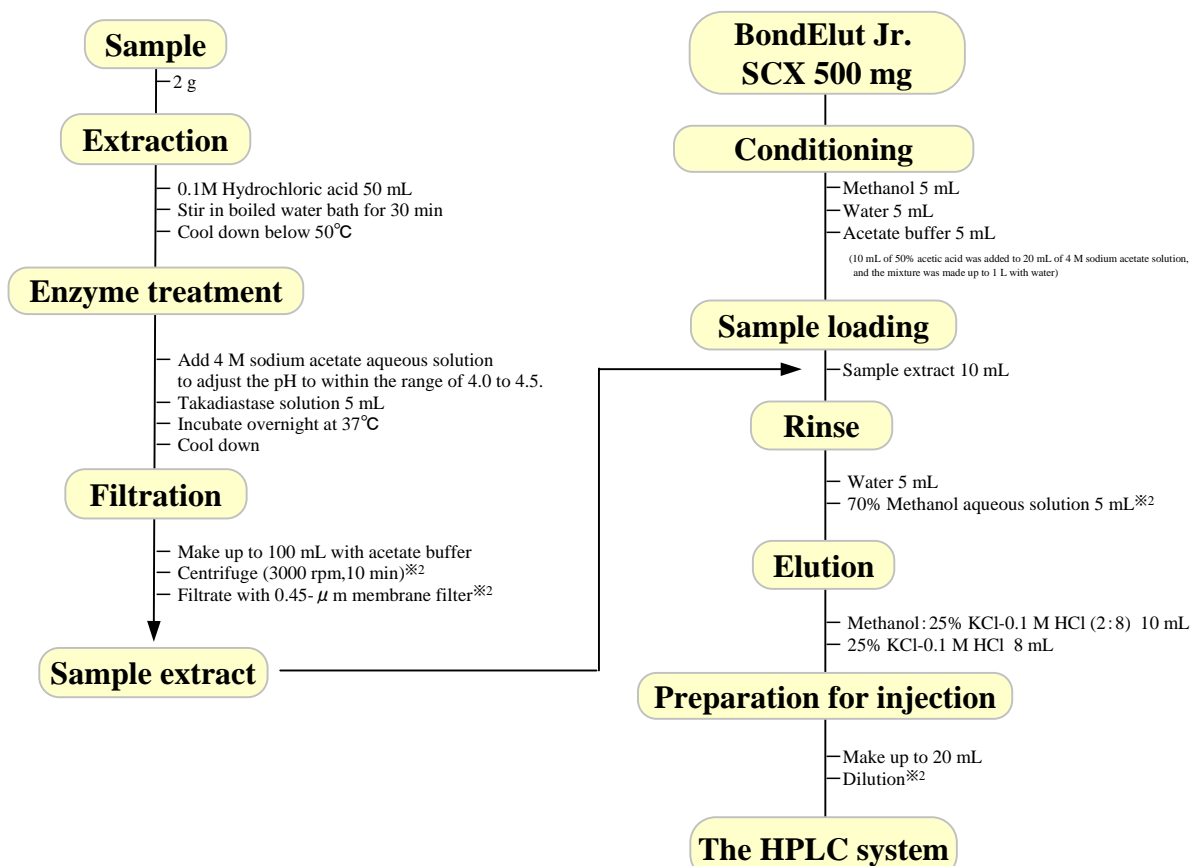 Sample
2 g
Extraction
0.1M Hydrochloric acid 50 mL
Stir in boiled water bath for 30 min
Cool down below 50℃
Enzyme treatment
Add 4 M sodium acetate aqueous solution
to adjust the pH to within the range of 4.0 to 4.5.
Takadiastase solution 5 mL
Incubate overnight at 37℃
Cool down
Filtration
Make up to 100 mL with acetate buffer
Centrifuge (3000 rpm,10 min)※2
Filtrate with 0.45-μm membrane filter※2
Sample extract
BondElut Jr.
SCX 500 mg
Conditioning
Methanol 5 mL
Water 5 mL
Acetate buffer 5 mL
(10 mL of 50% acetic acid was added to 20 mL of 4 M sodium acetate solution,
and the mixture was made up to 1 L with water)
Sample loading
Sample extract 10 mL
Rinse
Water 5 mL
70% Methanol aqueous solution 5 mL※2
Elution
Methanol:25% KCl-0.1 M HCl (2:8) 10 mL
25% KCl-0.1 M HCl 8 mL
Preparation for injection
Make up to 20 mL
Dilution※2
The HPLC system